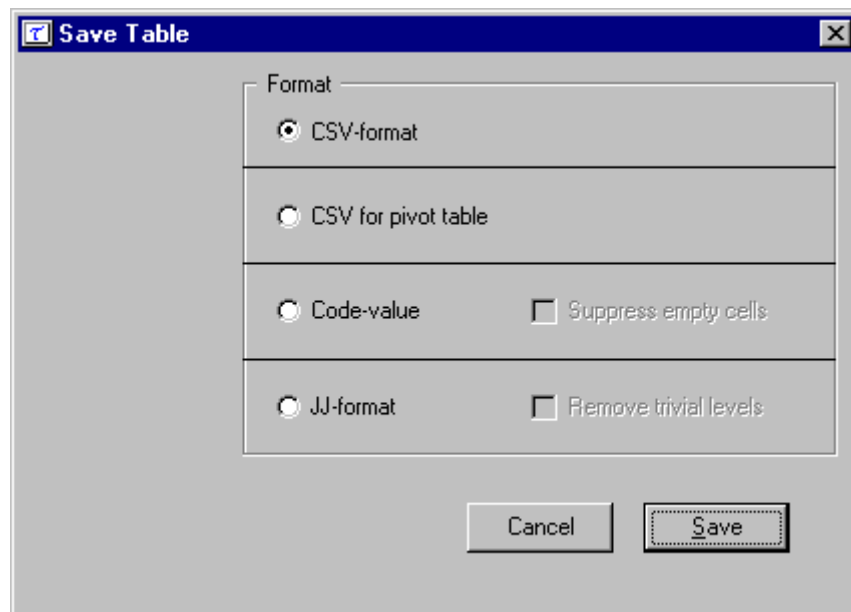 τ Save Table
Format
CSV-format
CSV for pivot table
Code-value Suppress empty cells
JJ-format Remove trivial levels
Cancel Save